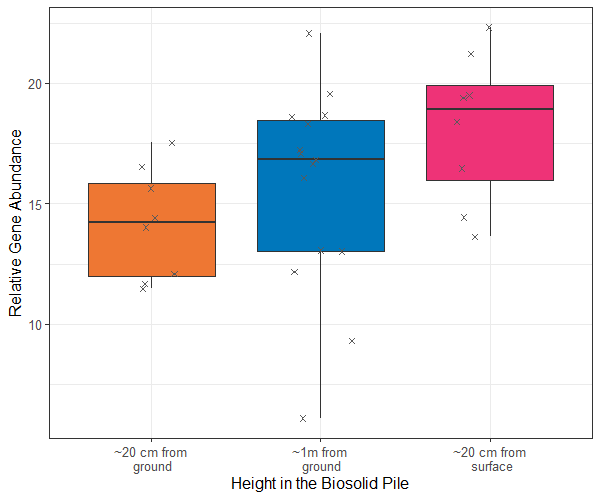 Relative Gene Abundance
20
15
10
~20 cm from
ground
~1m from
ground
~20 cm from
surface
Height in the Biosolid Pile